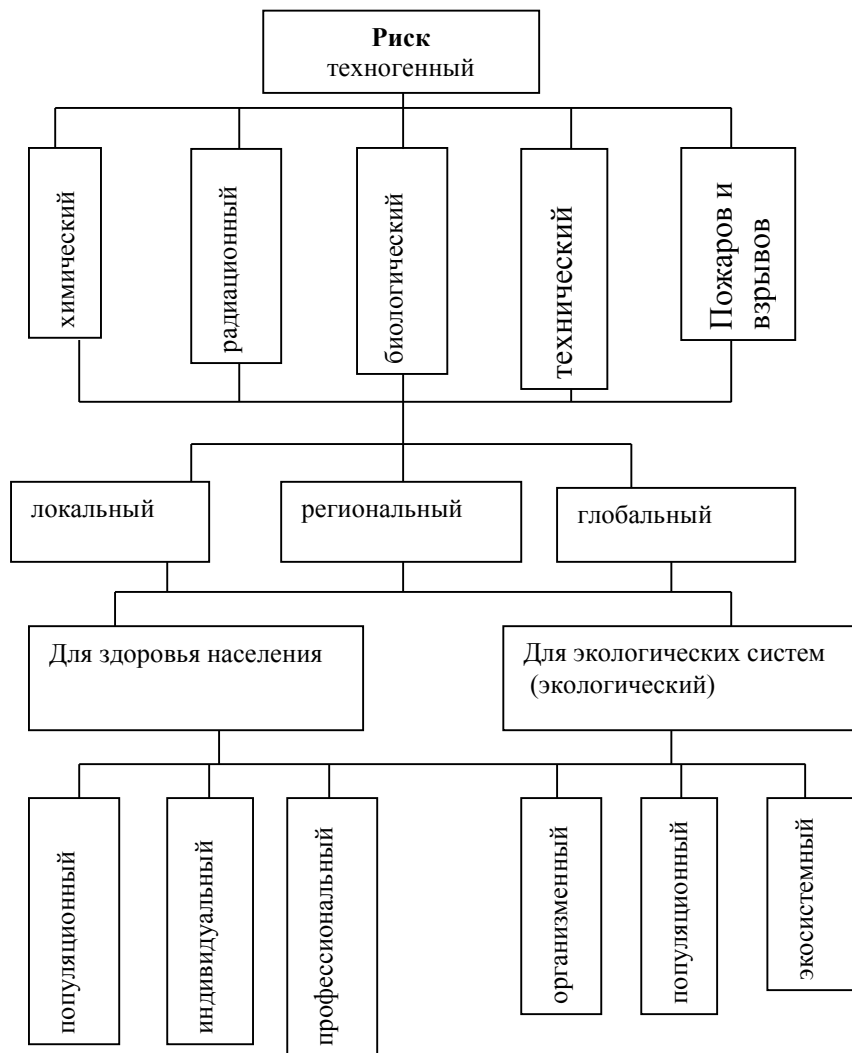 Риск
техногенный
химический
радиационный
биологический
технический
Пожаров и
взрывов
локальный
региональный
глобальный
Для здоровья населения
Для экологических систем
(экологический)
популяционный
индивидуальный
профессиональный
организменный
популяционный
экосистемный